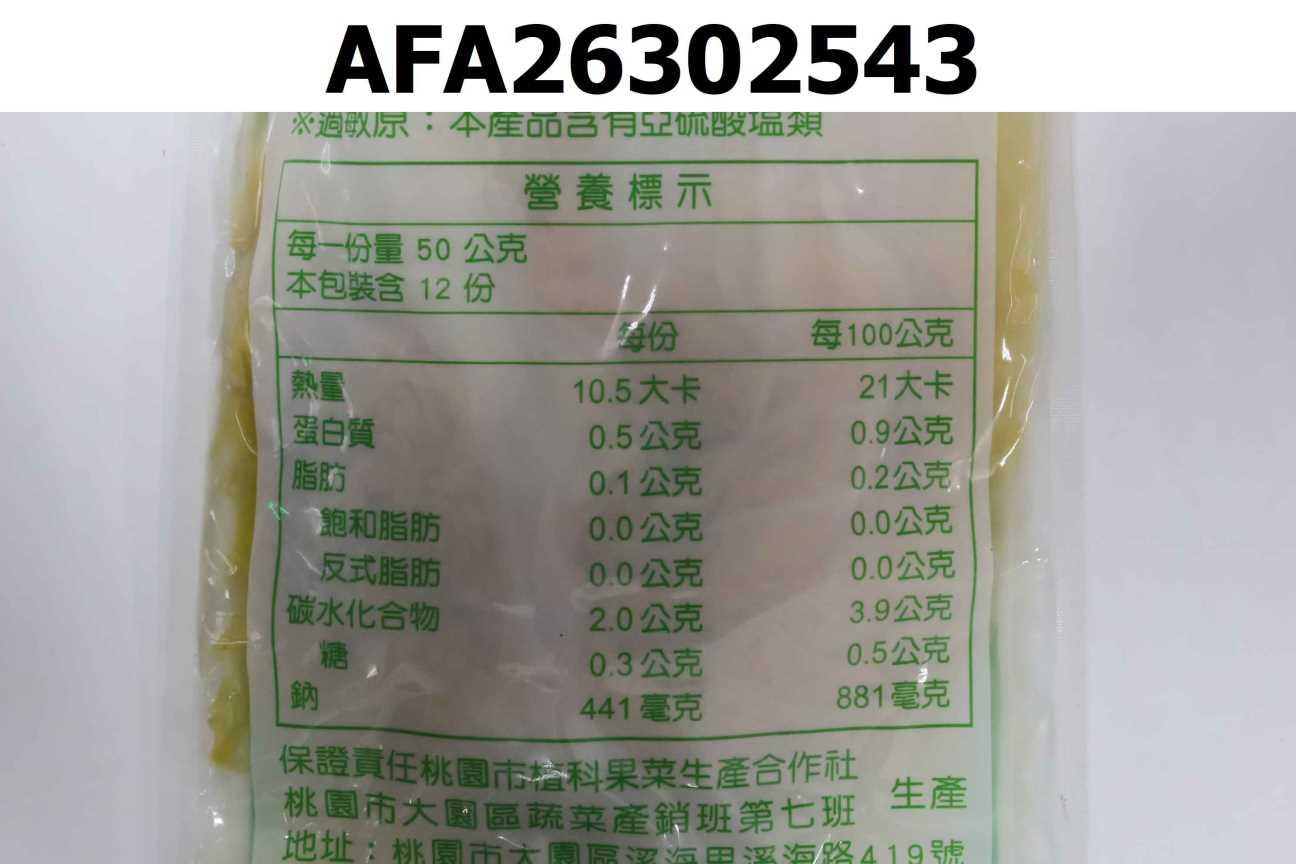 AFA26302543
※過敏原：本產品含有亞硫酸塩類
營養標示
每一份量 50 公克
本包裝含 12 份
每份 每100公克
熱量 10.5大卡 21大卡
蛋白質 0.5公克 0.9公克
脂肪 0.1公克 0.2公克
飽和脂肪 0.0公克 0.0公克
反式脂肪 0.0公克 0.0公克
碳水化合物 2.0公克 3.9公克
糖 0.3公克 0.5公克
鈉 441毫克 881毫克
保證責任桃園市植科果菜生產合作社
桃園市大園區蔬菜產銷班第七班 生產
地址：桃園市大園區溪海里溪海路419號